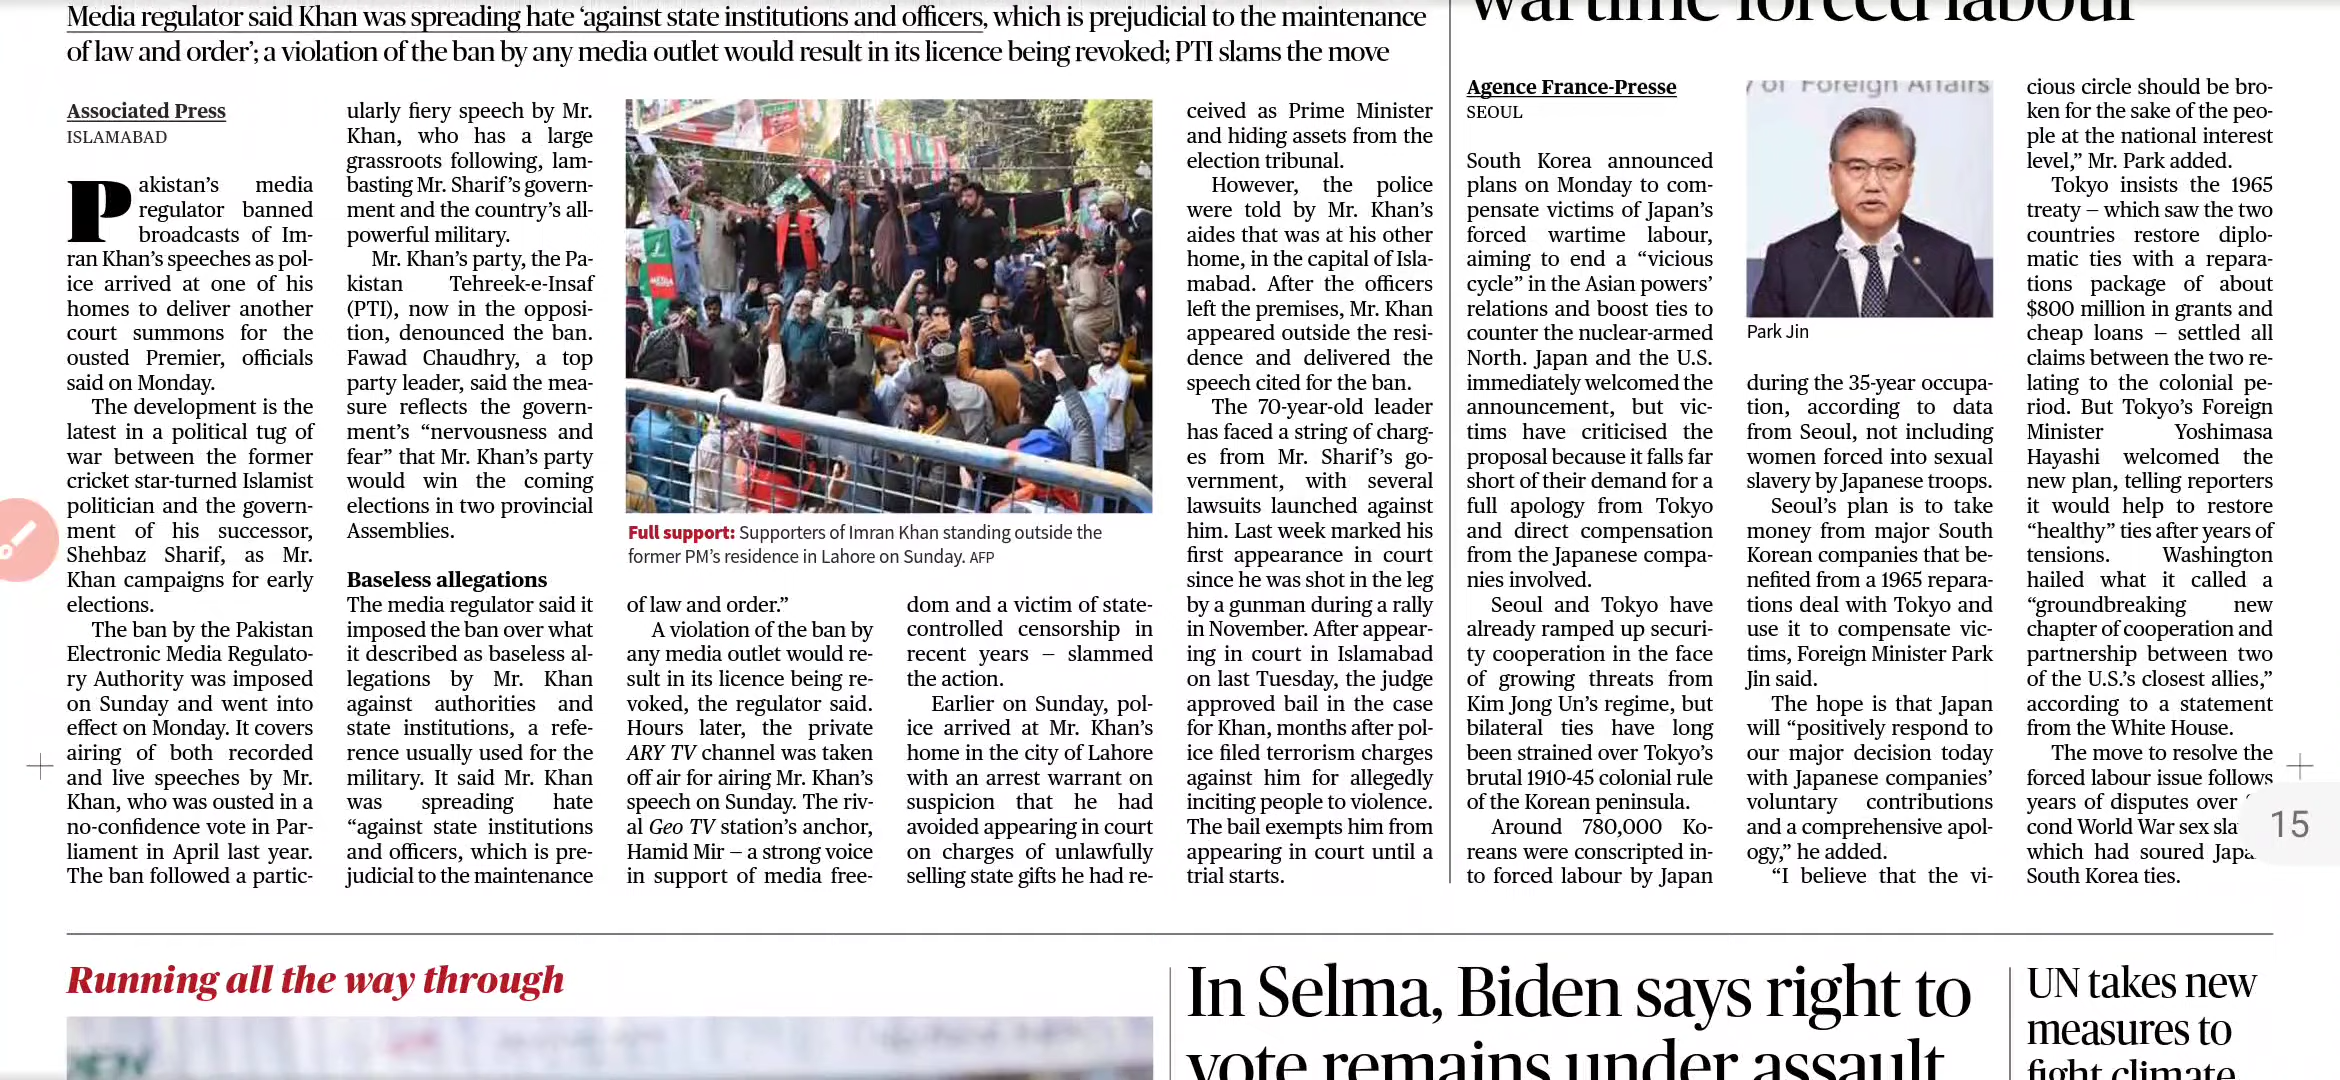 Media regulator said Khan was spreading hate ‘against state institutions and officers, which is prejudicial to the maintenance
of law and order’; a violation of the ban by any media outlet would result in its licence being revoked; PTI slams the move
Associated Press
ISLAMABAD
Pakistan’s media
regulator banned
broadcasts of Im-
ran Khan’s speeches as pol-
ice arrived at one of his
homes to deliver another
court summons for the
ousted Premier, officials
said on Monday.
The development is the
latest in a political tug of
war between the former
cricket star-turned Islamist
politician and the govern-
ment of his successor,
Shehbaz Sharif, as Mr.
Khan campaigns for early
elections.
The ban by the Pakistan
Electronic Media Regulato-
ry Authority was imposed
on Sunday and went into
effect on Monday. It covers
airing of both recorded
and live speeches by Mr.
Khan, who was ousted in a
no-confidence vote in Par-
liament in April last year.
The ban followed a partic-
ularly fiery speech by Mr.
Khan, who has a large
grassroots following, lam-
basting Mr. Sharif’s govern-
ment and the country’s all-
powerful military.
Mr. Khan’s party, the Pa-
kistan Tehreek-e-Insaf
(PTI), now in the opposi-
tion, denounced the ban.
Fawad Chaudhry, a top
party leader, said the mea-
sure reflects the govern-
ment’s “nervousness and
fear” that Mr. Khan’s party
would win the coming
elections in two provincial
Assemblies.
Baseless allegations
The media regulator said it
imposed the ban over what
it described as baseless al-
legations by Mr. Khan
against authorities and
state institutions, a refe-
rence usually used for the
military. It said Mr. Khan
was spreading hate
“against state institutions
and officers, which is pre-
judicial to the maintenance
Full support: Supporters of Imran Khan standing outside the
former PM’s residence in Lahore on Sunday. AFP
of law and order.”
A violation of the ban by
any media outlet would re-
sult in its licence being re-
voked, the regulator said.
Hours later, the private
ARY TV channel was taken
off air for airing Mr. Khan’s
speech on Sunday. The riv-
al Geo TV station’s anchor,
Hamid Mir – a strong voice
in support of media free-
dom and a victim of state-
controlled censorship in
recent years – slammed
the action.
Earlier on Sunday, pol-
ice arrived at Mr. Khan’s
home in the city of Lahore
with an arrest warrant on
suspicion that he had
avoided appearing in court
on charges of unlawfully
selling state gifts he had re-
ceived as Prime Minister
and hiding assets from the
election tribunal.
However, the police
were told by Mr. Khan’s
aides that was at his other
home, in the capital of Isla-
mabad. After the officers
left the premises, Mr. Khan
appeared outside the resi-
dence and delivered the
speech cited for the ban.
The 70-year-old leader
has faced a string of charg-
es from Mr. Sharif’s go-
vernment, with several
lawsuits launched against
him. Last week marked his
first appearance in court
since he was shot in the leg
by a gunman during a rally
in November. After appear-
ing in court in Islamabad
on last Tuesday, the judge
approved bail in the case
for Khan, months after pol-
ice filed terrorism charges
against him for allegedly
inciting people to violence.
The bail exempts him from
appearing in court until a
trial starts.
wartime forced labour
Agence France-Presse
SEOUL
South Korea announced
plans on Monday to com-
pensate victims of Japan’s
forced wartime labour,
aiming to end a “vicious
cycle” in the Asian powers’
relations and boost ties to
counter the nuclear-armed
North. Japan and the U.S.
immediately welcomed the
announcement, but vic-
tims have criticised the
proposal because it falls far
short of their demand for a
full apology from Tokyo
and direct compensation
from the Japanese compa-
nies involved.
Seoul and Tokyo have
already ramped up securi-
ty cooperation in the face
of growing threats from
Kim Jong Un’s regime, but
bilateral ties have long
been strained over Tokyo’s
brutal 1910-45 colonial rule
of the Korean peninsula.
Around 780,000 Ko-
reans were conscripted in-
to forced labour by Japan
of Foreign Affairs
Park Jin
during the 35-year occupa-
tion, according to data
from Seoul, not including
women forced into sexual
slavery by Japanese troops.
Seoul’s plan is to take
money from major South
Korean companies that be-
nefited from a 1965 repara-
tions deal with Tokyo and
use it to compensate vic-
tims, Foreign Minister Park
Jin said.
The hope is that Japan
will “positively respond to
our major decision today
with Japanese companies’
voluntary contributions
and a comprehensive apol-
ogy,” he added.
“I believe that the vi-
cious circle should be bro-
ken for the sake of the peo-
ple at the national interest
level,” Mr. Park added.
Tokyo insists the 1965
treaty – which saw the two
countries restore diplo-
matic ties with a repara-
tions package of about
$800 million in grants and
cheap loans – settled all
claims between the two re-
lating to the colonial pe-
riod. But Tokyo’s Foreign
Minister Yoshimasa
Hayashi welcomed the
new plan, telling reporters
it would help to restore
“healthy” ties after years of
tensions. Washington
hailed what it called a
“groundbreaking new
chapter of cooperation and
partnership between two
of the U.S.’s closest allies,”
according to a statement
from the White House.
The move to resolve the
forced labour issue follows
years of disputes over
cond World War sex
which had soured
South Korea ties.
15
Running all the way through
In Selma, Biden says right to
vote remains under assault
UN takes new
measures to
fight climate